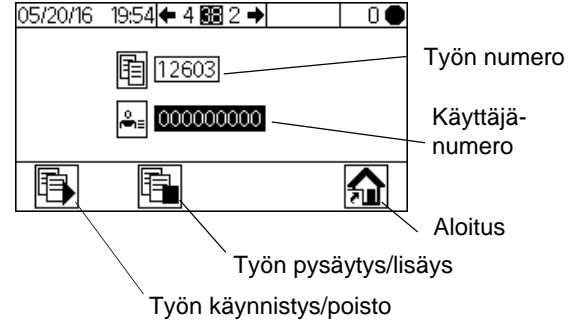 05/20/16 19:54 ← 4 38 2 → 0
12603
Työn numero
000000000
Käyttäjä-
numero
Aloitus
Työn pysäytys/lisäys
Työn käynnistys/poisto